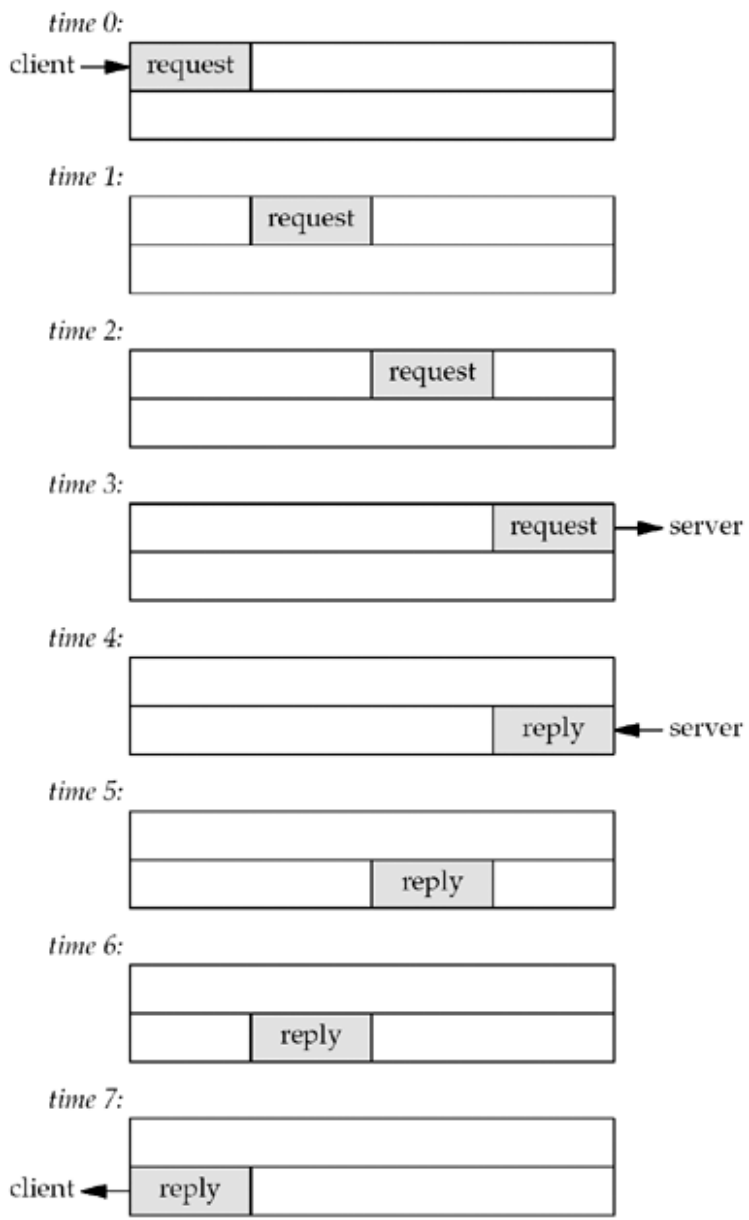 time 0:
client request
time 1:
request
time 2:
request
time 3:
request server
time 4:
reply server
time 5:
reply
time 6:
reply
time 7:
client reply